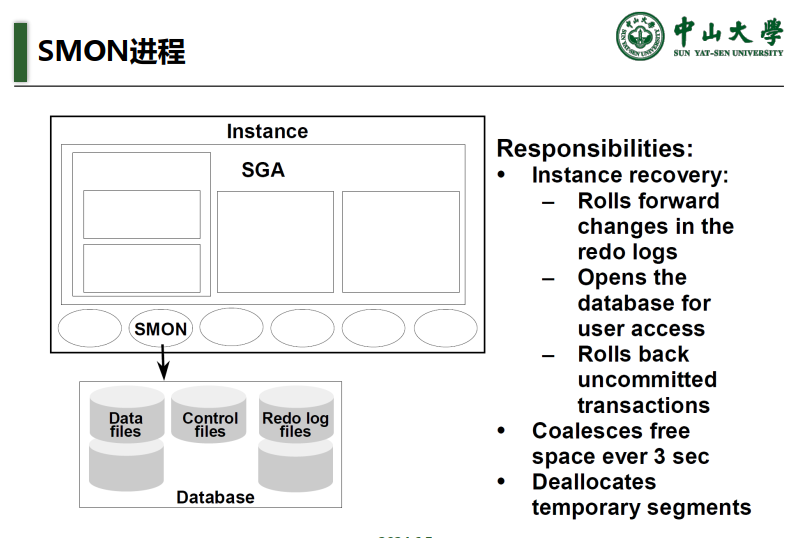 SMON进程
中山大学
SUN YAT-SEN UNIVERSITY
Instance
SGA
SMON
Data
files
Control
files
Redo log
files
Database
Responsibilities:
• Instance recovery:
– Rolls forward
changes in the
redo logs
– Opens the
database for
user access
– Rolls back
uncommitted
transactions
• Coalesces free
space ever 3 sec
• Deallocates
temporary segments